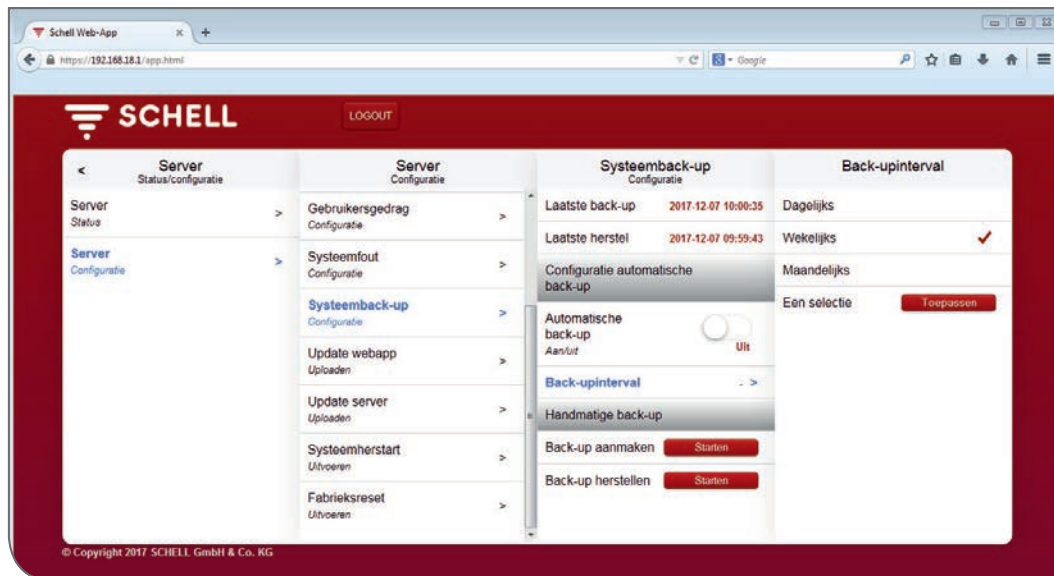 Schell Web-App
https://192.168.18.1/app.html
Google
SCHELL
LOGOUT
Server
Status/configuratie
Server
Status
Server
Configuratie
Server
Configuratie
Gebruikersgedrag
Configuratie
Systeemfout
Configuratie
Systeemback-up
Configuratie
Update webapp
Uploaden
Update server
Uploaden
Systeemherstart
Uitvoeren
Fabrieksreset
Uitvoeren
Systeemback-up
Configuratie
Laatste back-up 2017-12-07 10:00:35
Laatste herstel 2017-12-07 09:59:43
Configuratie automatische
back-up
Automatische
back-up
Aan/uit
Uit
Back-upinterval
Handmatige back-up
Back-up aanmaken Starten
Back-up herstellen Starten
Back-upinterval
Dagelijks
Wekelijks
Maandelijks
Een selectie Toepassen
© Copyright 2017 SCHELL GmbH & Co. KG